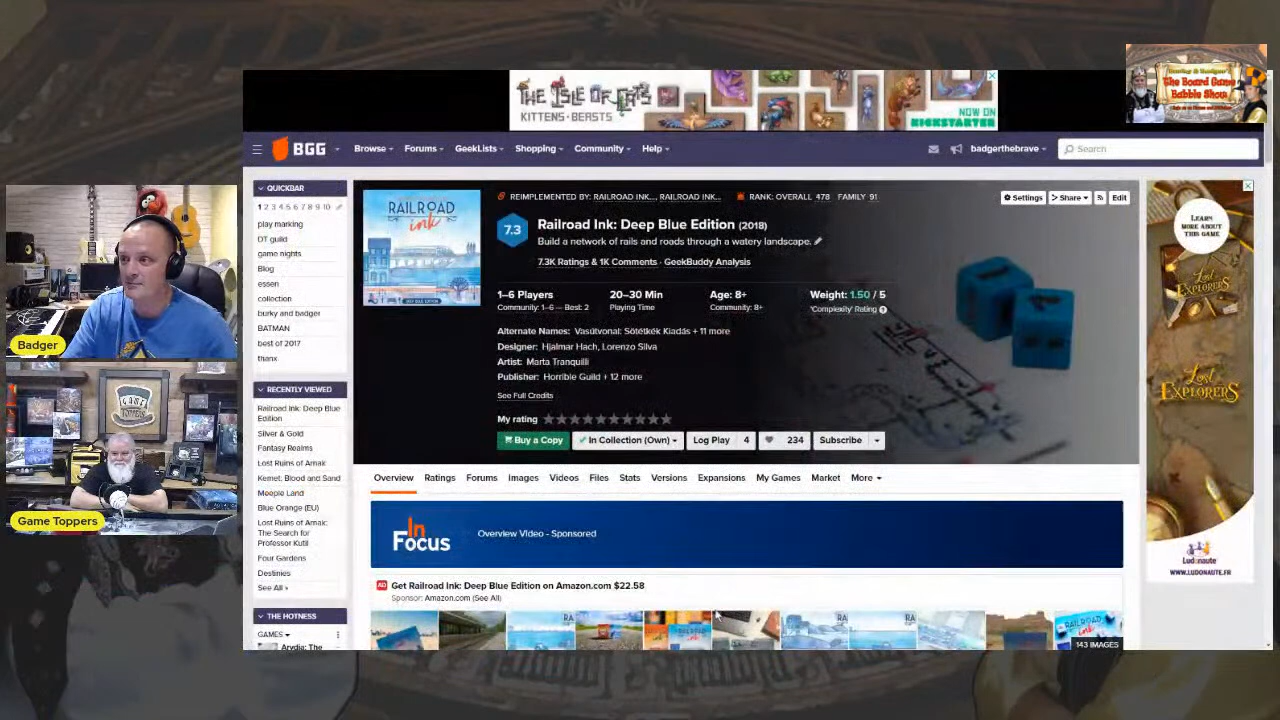 THE ISLE OF CATS
KITTENS + BEASTS
NOW ON
KICKSTARTER
The Board Game
Babble Show
BGG
Browse
Forums
GeekLists
Shopping
Community
Help
badgerthebrave
Search
QUICKBAR
1 2 3 4 5 6 7 8 9 10
play marking
DT guild
game nights
Blog
essen
collection
burky and badger
BATMAN
best of 2017
thanx
RECENTLY VIEWED
Railroad Ink: Deep Blue
Edition
Silver & Gold
Fantasy Realms
Lost Ruins of Arnak
Kemet: Blood and Sand
Meeple Land
Blue Orange (EU)
Lost Ruins of Arnak:
The Search for
Professor Kutil
Four Gardens
Destinies
See All »
THE HOTNESS
GAMES
Arydia: The
RAILROAD
ink
DEEP BLUE EDITION
REIMPLEMENTED BY: RAILROAD INK..., RAILROAD INK...
RANK: OVERALL 478 FAMILY 91
Settings
Share
Edit
7.3
Railroad Ink: Deep Blue Edition (2018)
Build a network of rails and roads through a watery landscape.
7.3K Ratings & 1K Comments · GeekBuddy Analysis
1–6 Players
Community: 1–6 — Best: 2
20–30 Min
Playing Time
Age: 8+
Community: 8+
Weight: 1.50 / 5
'Complexity' Rating
Alternate Names: Vasútvonal: Sötétkék Kiadás + 11 more
Designer: Hjalmar Hach, Lorenzo Silva
Artist: Marta Tranquilli
Publisher: Horrible Guild + 12 more
See Full Credits
My rating
Buy a Copy
In Collection (Own)
Log Play 4
234
Subscribe
Overview
Ratings
Forums
Images
Videos
Files
Stats
Versions
Expansions
My Games
Market
More
In
Focus
Overview Video - Sponsored
AD
Get Railroad Ink: Deep Blue Edition on Amazon.com $22.58
Sponsor: Amazon.com (See All)
143 IMAGES
LEARN
MORE ABOUT
THIS GAME
Lost
EXPLORERS
Lost
EXPLORERS
Ludonaute
WWW.LUDONAUTE.FR
Badger
GAME
TOPPERS
Game Toppers